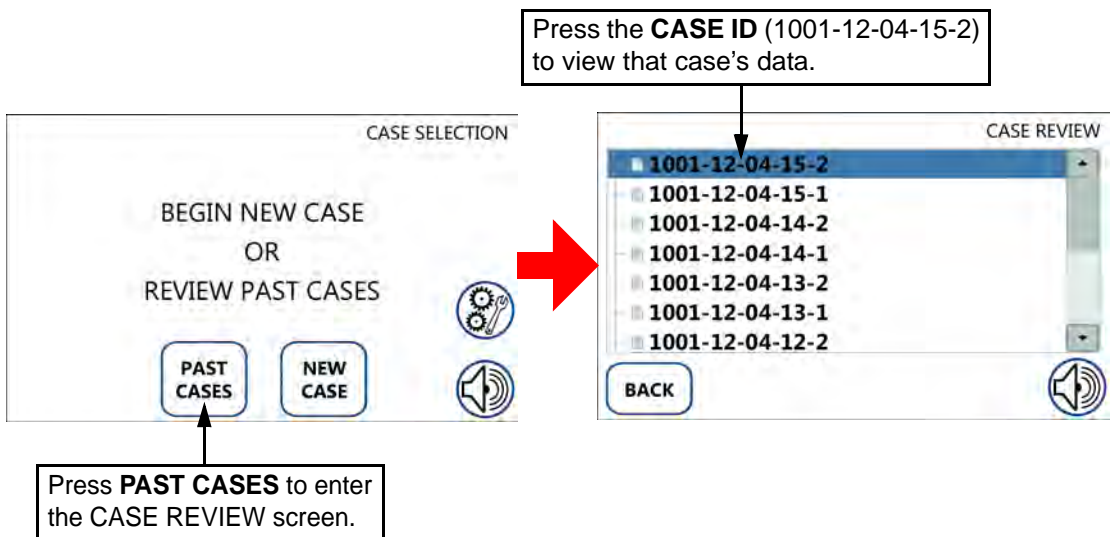 Press the CASE ID (1001-12-04-15-2)
to view that case's data.
CASE SELECTION
BEGIN NEW CASE
OR
REVIEW PAST CASES
PAST
CASES
NEW
CASE
Press PAST CASES to enter
the CASE REVIEW screen.
CASE REVIEW
1001-12-04-15-2
1001-12-04-15-1
1001-12-04-14-2
1001-12-04-14-1
1001-12-04-13-2
1001-12-04-13-1
1001-12-04-12-2
BACK